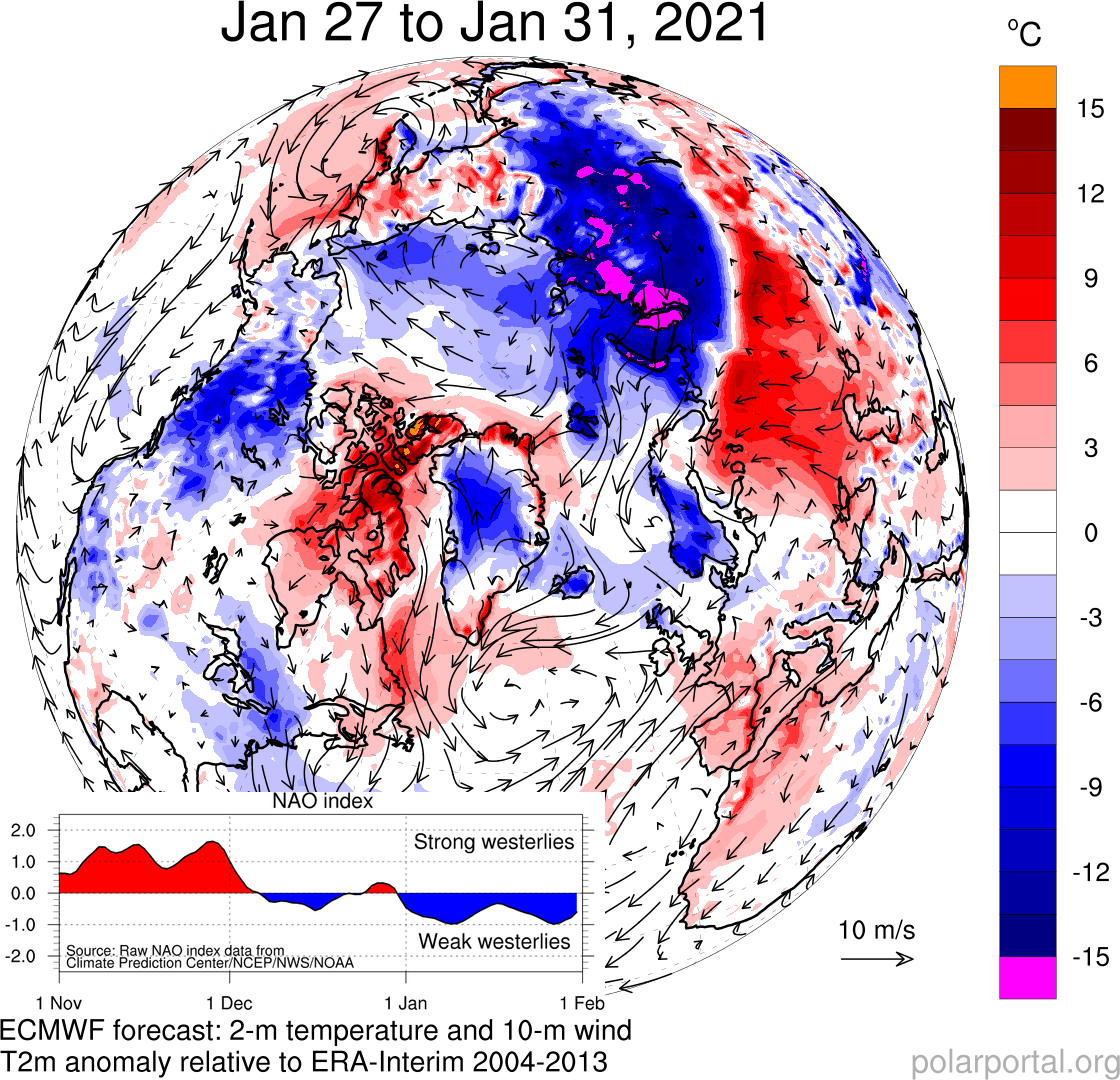 Jan 27 to Jan 31, 2021
°C
15
12
9
6
3
0
-3
-6
-9
-12
-15
10 m/s
NAO index
2.0
1.0
0.0
-1.0
-2.0
Strong westerlies
Weak westerlies
Source: Raw NAO index data from
Climate Prediction Center/NCEP/NWS/NOAA
1 Nov 1 Dec 1 Jan 1 Feb
ECMWF forecast: 2-m temperature and 10-m wind
T2m anomaly relative to ERA-Interim 2004-2013
polarportal.org